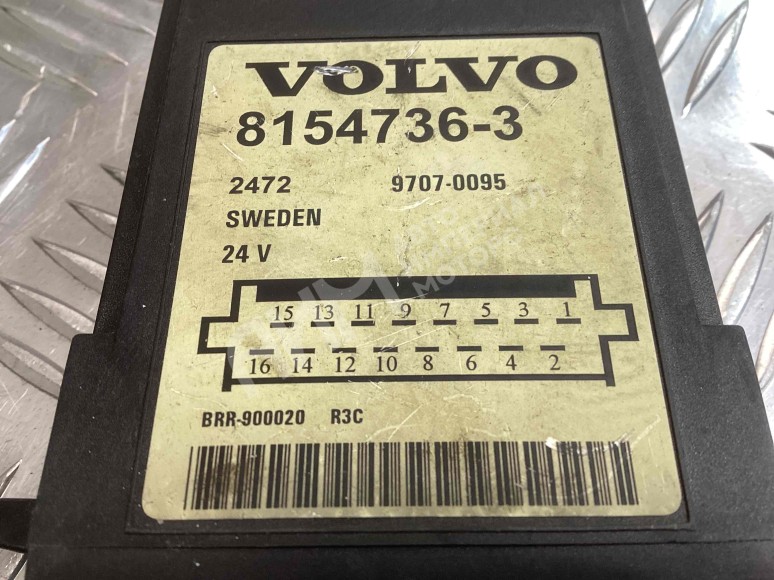 VOLVO
8154736-3
2472 9707-0095
SWEDEN
24 V
15 13 11 9 7 5 3 1
16 14 12 10 8 6 4 2
BRR-900020 R3C